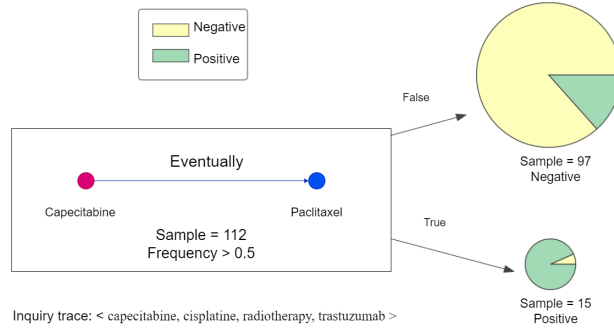 Negative
Positive
False
Eventually
Capecitabine
Paclitaxel
Sample = 112
Frequency > 0.5
Sample = 97
Negative
True
Sample = 15
Positive
Inquiry trace: < capecitabine, cisplatine, radiotherapy, trastuzumab >